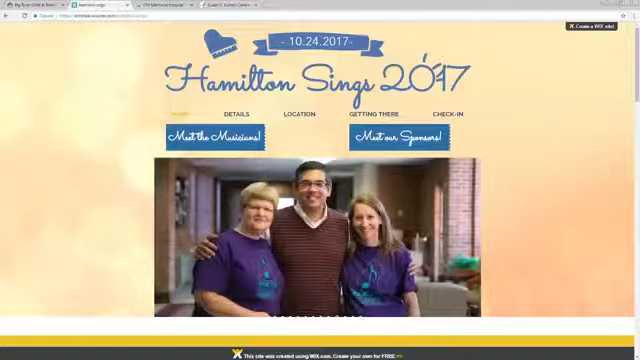 Create a WIX site!
- 10.24.2017-
Hamilton Sings 2017
HOME
DETAILS
LOCATION
GETTING THERE
CHECK-IN
Meet the Musicians!
Meet our Sponsors!
This site was created using WIX.com. Create your own for FREE >>